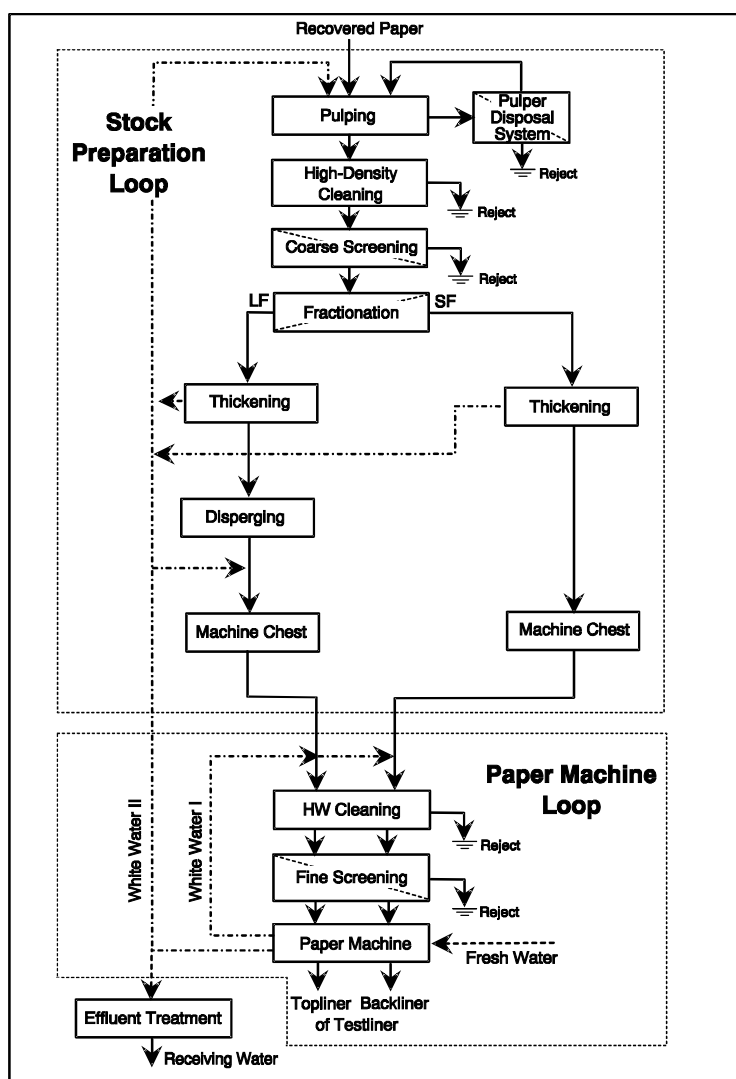 Recovered Paper
Stock
Preparation
Loop
Pulping
Pulper
Disposal
System
Reject
High-Density
Cleaning
Reject
Coarse Screening
Reject
LF
Fractionation
SF
Thickening
Thickening
Disperging
Machine Chest
Machine Chest
Paper Machine
Loop
White Water II
White Water I
HW Cleaning
Reject
Fine Screening
Reject
Paper Machine
Fresh Water
Topliner Backliner
of Testliner
Effluent Treatment
Receiving Water